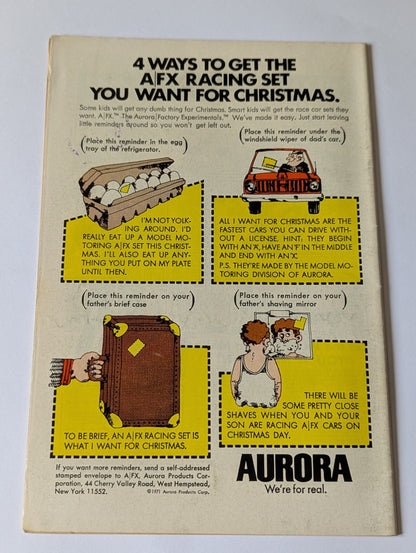 4 WAYS TO GET THE
A|FX RACING SET
YOU WANT FOR CHRISTMAS.
Some kids will get any dumb thing for Christmas. Smart kids will get the race car sets they
want. A|FX.™ The Aurora|Factory Experimentals.™ We've made it easy. Just start leaving
little reminders around so you won't get left out.
(Place this reminder in the egg
tray of the refrigerator.)
I'M NOT YOLK-
ING AROUND. I'D
REALLY EAT UP A MODEL MO-
TORING A|FX SET THIS CHRIST-
MAS. I'LL ALSO EAT UP ANY-
THING YOU PUT ON MY PLATE
UNTIL THEN.
(Place this reminder under the
windshield wiper of dad's car.)
ALL I WANT FOR CHRISTMAS ARE THE
FASTEST CARS YOU CAN DRIVE WITH-
OUT A LICENSE. HINT: THEY BEGIN
WITH AN 'A', HAVE AN 'F' IN THE MIDDLE
AND END WITH AN 'X'.
P.S. THEY'RE MADE BY THE MODEL MO-
TORING DIVISION OF AURORA.
(Place this reminder on your
father's brief case)
TO BE BRIEF, AN A|FX RACING SET IS
WHAT I WANT FOR CHRISTMAS.
(Place this reminder on your
father's shaving mirror)
THERE WILL BE
SOME PRETTY CLOSE
SHAVES WHEN YOU AND YOUR
SON ARE RACING A|FX CARS ON
CHRISTMAS DAY.
If you want more reminders, send a self-addressed
stamped envelope to A|FX, Aurora Products Cor-
poration, 44 Cherry Valley Road, West Hempstead,
New York 11552.
©1971 Aurora Products Corp.
AURORA
We're for real.